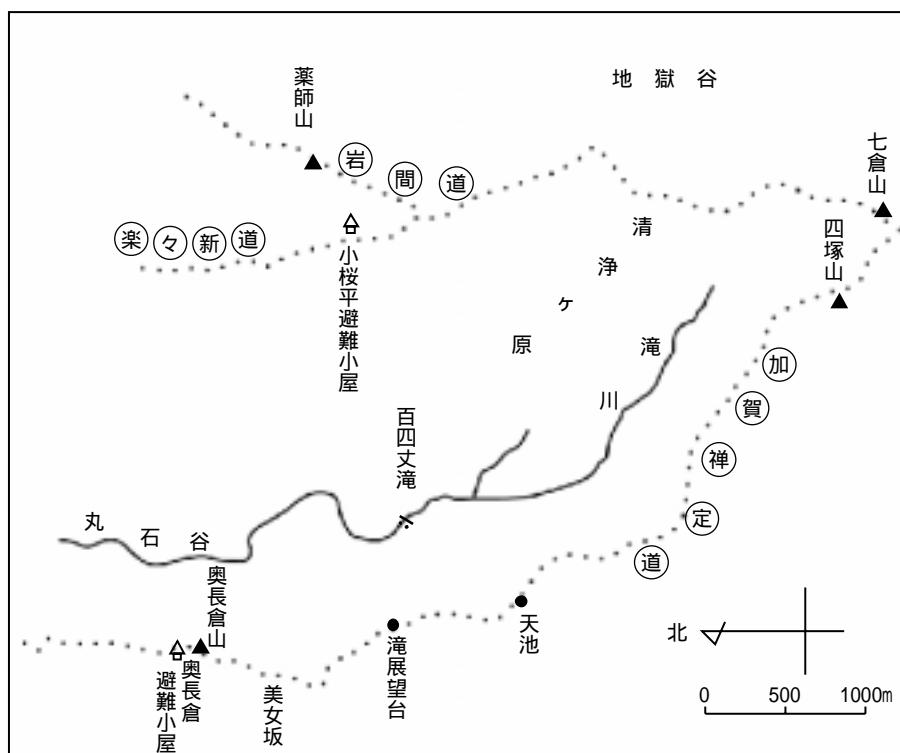 地獄谷
薬師山
岩間道
七倉山
四塚山
楽々新道
小桜平避難小屋
清浄ヶ原
滝川
加賀禅定道
百四丈滝
丸石谷
奥長倉山
奥長倉
避難小屋
美女坂
滝展望台
天池
北
0 500 1000m